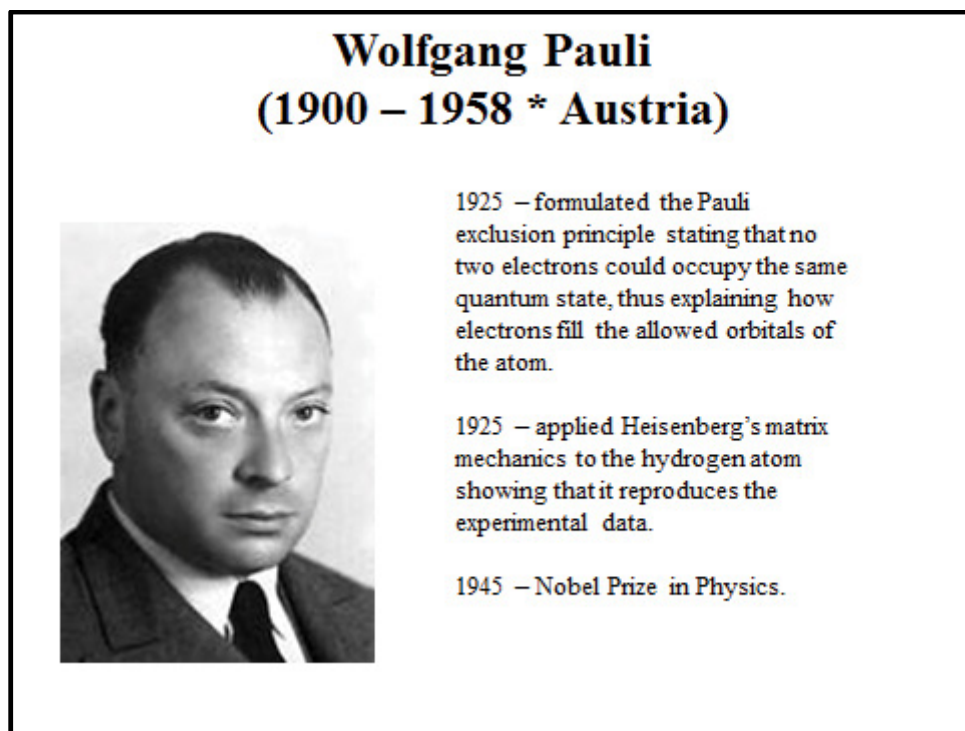 Wolfgang Pauli
(1900 – 1958 * Austria)
1925 – formulated the Pauli
exclusion principle stating that no
two electrons could occupy the same
quantum state, thus explaining how
electrons fill the allowed orbitals of
the atom.
1925 – applied Heisenberg’s matrix
mechanics to the hydrogen atom
showing that it reproduces the
experimental data.
1945 – Nobel Prize in Physics.